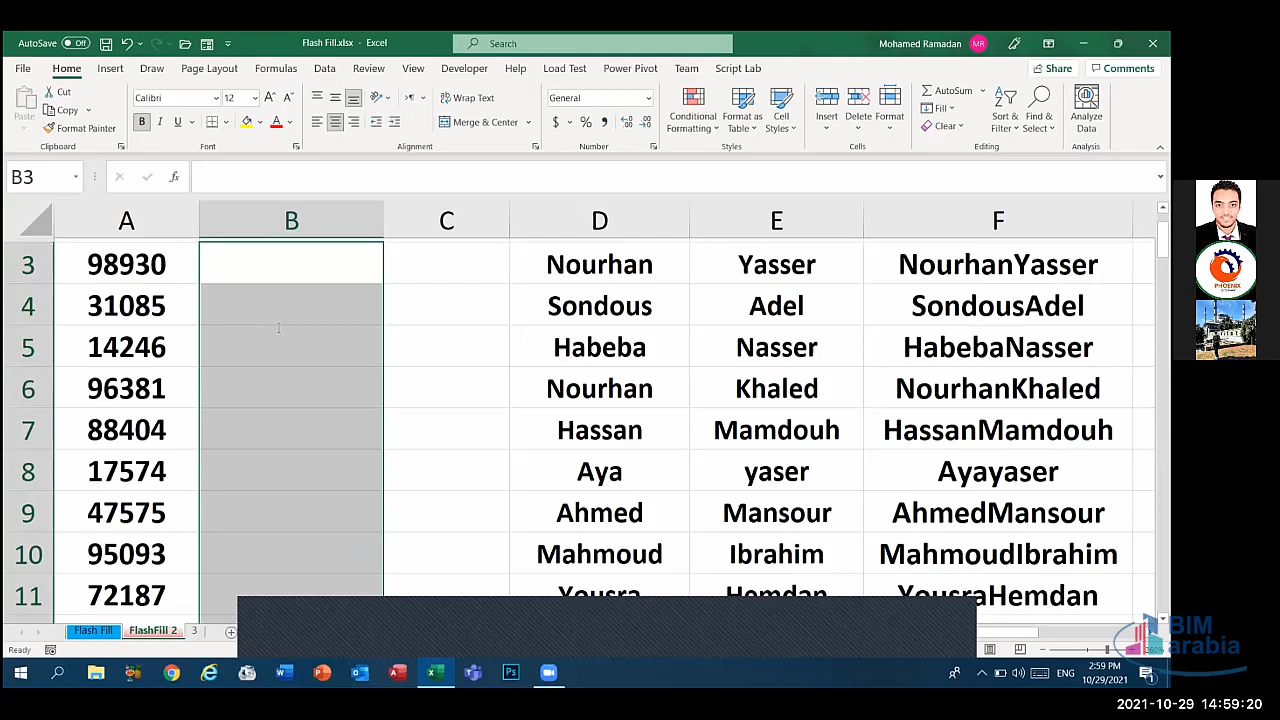 AutoSave Off Flash Fill.xlsx - Excel Search Mohamed Ramadan MR
File Home Insert Draw Page Layout Formulas Data Review View Developer Help Load Test Power Pivot Team Script Lab Share Comments
Paste Cut Copy Format Painter
Clipboard
Calibri 12
B I U A
Font
Wrap Text
Merge & Center
Alignment
General
$ % 9
Number
Conditional Formatting Format as Table Cell Styles
Styles
Insert Delete Format
Cells
AutoSum
Fill
Clear
Sort & Filter Find & Select
Editing
Analyze Data
Analysis
B3 fx
A B C D E F
3 98930 Nourhan Yasser NourhanYasser
4 31085 Sondous Adel SondousAdel
5 14246 Habeba Nasser HabebaNasser
6 96381 Nourhan Khaled NourhanKhaled
7 88404 Hassan Mamdouh HassanMamdouh
8 17574 Aya yaser Ayayaser
9 47575 Ahmed Mansour AhmedMansour
10 95093 Mahmoud Ibrahim MahmoudIbrahim
11 72187 Yousra Hemdan YousraHemdan
Flash Fill FlashFill 2 3
Ready
ENG 2:59 PM
10/29/2021
PHOENIX
BIM
arabia
2021-10-29 14:59:20